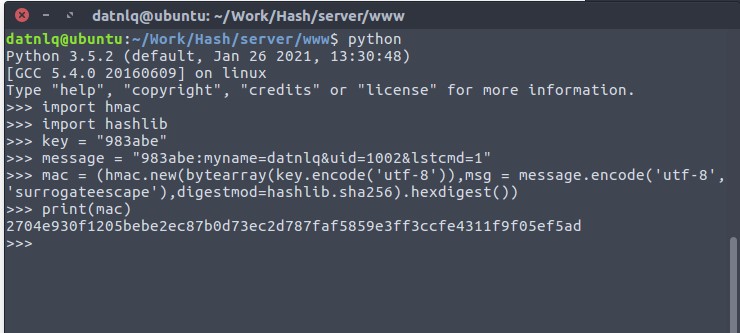 datnlq@ubuntu: ~/Work/Hash/server/www
datnlq@ubuntu:~/Work/Hash/server/www$ python
Python 3.5.2 (default, Jan 26 2021, 13:30:48)
[GCC 5.4.0 20160609] on linux
Type "help", "copyright", "credits" or "license" for more information.
>>> import hmac
>>> import hashlib
>>> key = "983abe"
>>> message = "983abe:myname=datnlq&uid=1002&lstcmd=1"
>>> mac = (hmac.new(bytearray(key.encode('utf-8')),msg = message.encode('utf-8',
'surrogateescape'),digestmod=hashlib.sha256).hexdigest())
>>> print(mac)
2704e930f1205bebe2ec87b0d73ec2d787faf5859e3ff3ccfe4311f9f05ef5ad
>>>